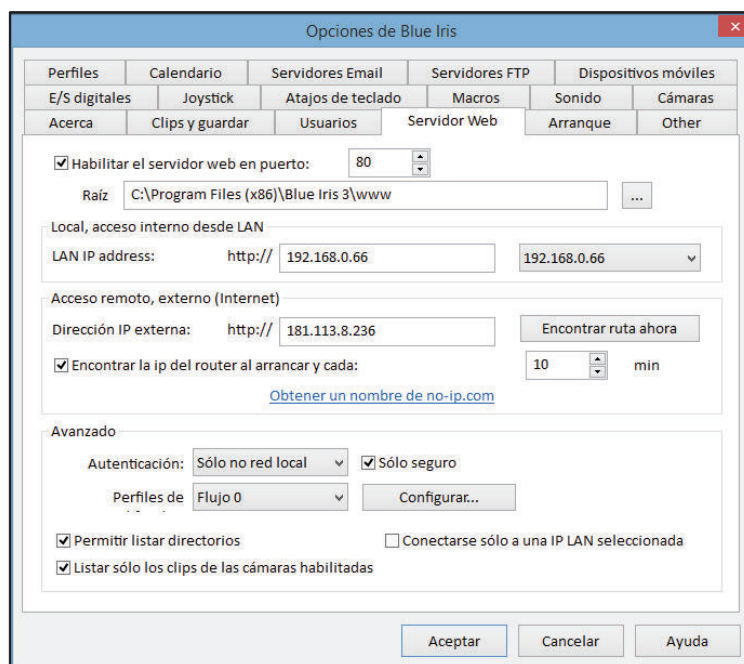 Opciones de Blue Iris
Perfiles Calendario Servidores Email Servidores FTP Dispositivos móviles
E/S digitales Joystick Atajos de teclado Macros Sonido Cámaras
Acerca Clips y guardar Usuarios Servidor Web Arranque Other
Habilitar el servidor web en puerto: 80
Raíz C:\Program Files (x86)\Blue Iris 3\www ...
Local, acceso interno desde LAN
LAN IP address: http:// 192.168.0.66 192.168.0.66
Acceso remoto, externo (Internet)
Dirección IP externa: http:// 181.113.8.236 Encontrar ruta ahora
Encontrar la ip del router al arrancar y cada: 10 min
Obtener un nombre de no-ip.com
Avanzado
Autenticación: Sólo no red local Sólo seguro
Perfiles de Flujo 0 Configurar...
Permitir listar directorios Conectarse sólo a una IP LAN seleccionada
Listar sólo los clips de las cámaras habilitadas
Aceptar Cancelar Ayuda